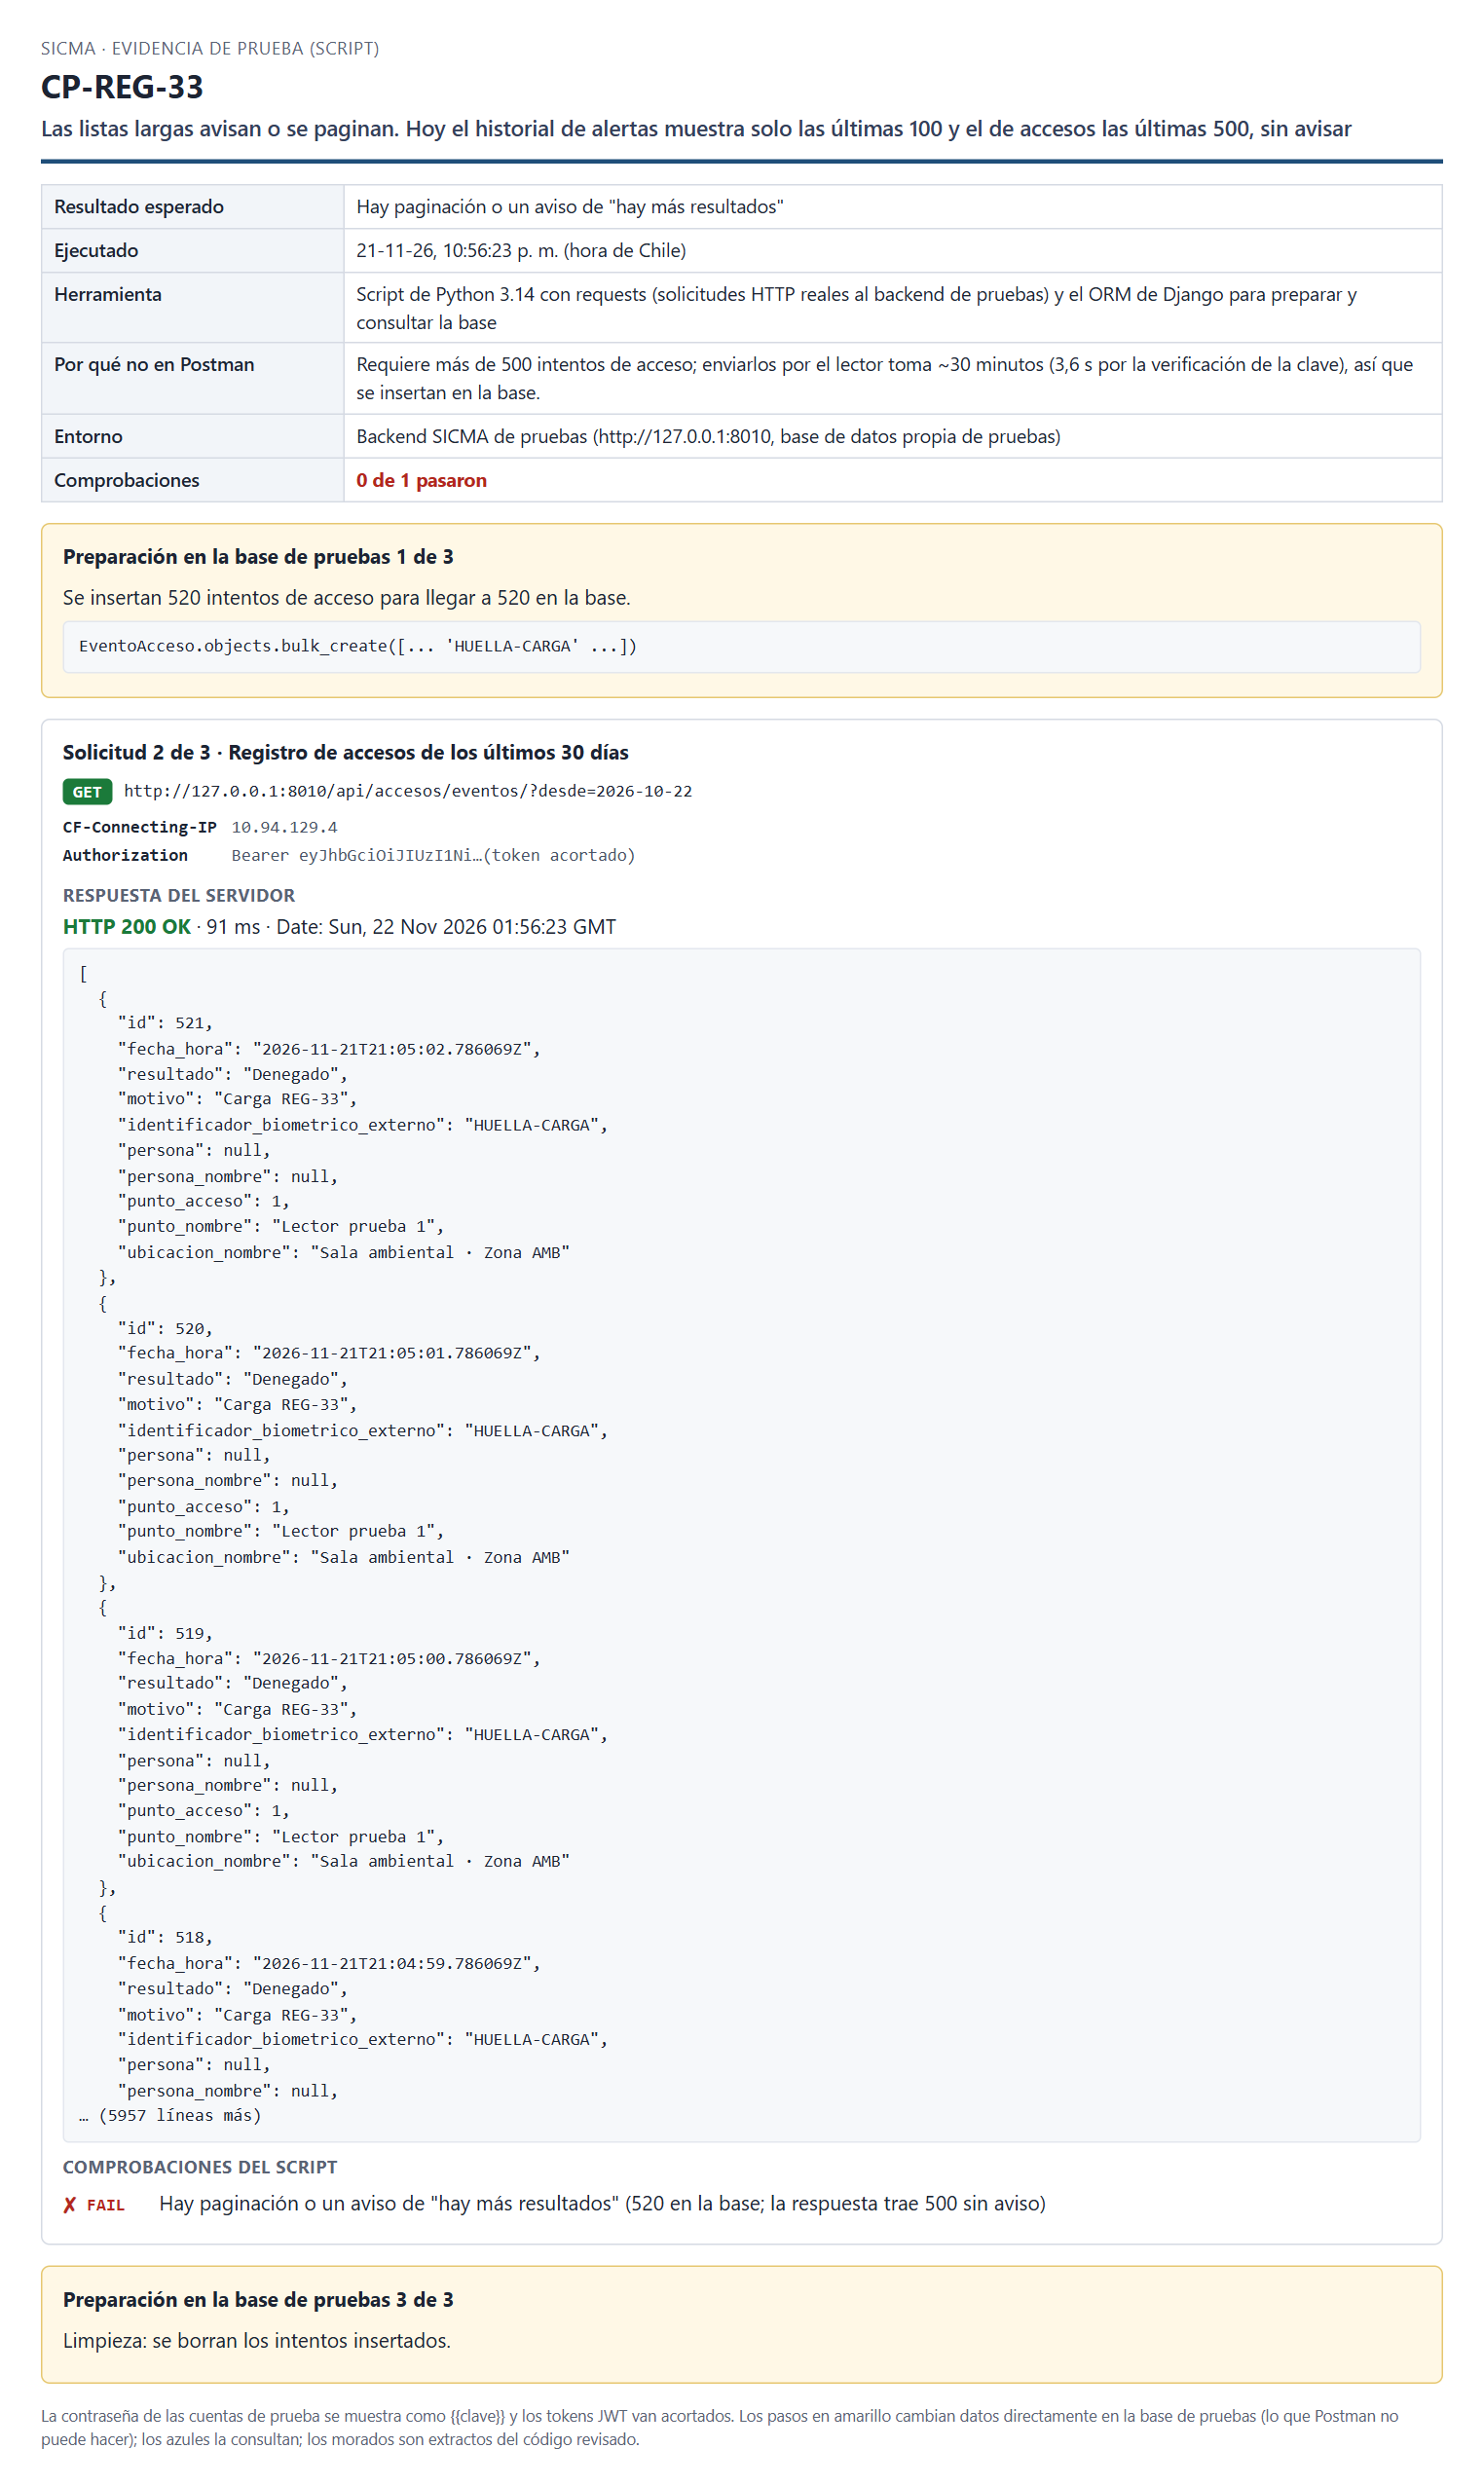 SICMA · EVIDENCIA DE PRUEBA (SCRIPT)
CP-REG-33
Las listas largas avisan o se paginan. Hoy el historial de alertas muestra solo las últimas 100 y el de accesos las últimas 500, sin avisar
Resultado esperado Hay paginación o un aviso de "hay más resultados"
Ejecutado 21-11-26, 10:56:23 p. m. (hora de Chile)
Herramienta Script de Python 3.14 con requests (solicitudes HTTP reales al backend de pruebas) y el ORM de Django para preparar y
consultar la base
Por qué no en Postman Requiere más de 500 intentos de acceso; enviarlos por el lector toma ~30 minutos (3,6 s por la verificación de la clave), así que
se insertan en la base.
Entorno Backend SICMA de pruebas (http://127.0.0.1:8010, base de datos propia de pruebas)
Comprobaciones 0 de 1 pasaron
Preparación en la base de pruebas 1 de 3
Se insertan 520 intentos de acceso para llegar a 520 en la base.
EventoAcceso.objects.bulk_create([... 'HUELLA-CARGA' ...])
Solicitud 2 de 3 · Registro de accesos de los últimos 30 días
GET http://127.0.0.1:8010/api/accesos/eventos/?desde=2026-10-22
CF-Connecting-IP 10.94.129.4
Authorization Bearer eyJhbGciOiJIUzI1Ni…(token acortado)
RESPUESTA DEL SERVIDOR
HTTP 200 OK · 91 ms · Date: Sun, 22 Nov 2026 01:56:23 GMT
[
{
"id": 521,
"fecha_hora": "2026-11-21T21:05:02.786069Z",
"resultado": "Denegado",
"motivo": "Carga REG-33",
"identificador_biometrico_externo": "HUELLA-CARGA",
"persona": null,
"persona_nombre": null,
"punto_acceso": 1,
"punto_nombre": "Lector prueba 1",
"ubicacion_nombre": "Sala ambiental · Zona AMB"
},
{
"id": 520,
"fecha_hora": "2026-11-21T21:05:01.786069Z",
"resultado": "Denegado",
"motivo": "Carga REG-33",
"identificador_biometrico_externo": "HUELLA-CARGA",
"persona": null,
"persona_nombre": null,
"punto_acceso": 1,
"punto_nombre": "Lector prueba 1",
"ubicacion_nombre": "Sala ambiental · Zona AMB"
},
{
"id": 519,
"fecha_hora": "2026-11-21T21:05:00.786069Z",
"resultado": "Denegado",
"motivo": "Carga REG-33",
"identificador_biometrico_externo": "HUELLA-CARGA",
"persona": null,
"persona_nombre": null,
"punto_acceso": 1,
"punto_nombre": "Lector prueba 1",
"ubicacion_nombre": "Sala ambiental · Zona AMB"
},
{
"id": 518,
"fecha_hora": "2026-11-21T21:04:59.786069Z",
"resultado": "Denegado",
"motivo": "Carga REG-33",
"identificador_biometrico_externo": "HUELLA-CARGA",
"persona": null,
"persona_nombre": null,
… (5957 líneas más)
COMPROBACIONES DEL SCRIPT
✗ FAIL Hay paginación o un aviso de "hay más resultados" (520 en la base; la respuesta trae 500 sin aviso)
Preparación en la base de pruebas 3 de 3
Limpieza: se borran los intentos insertados.
La contraseña de las cuentas de prueba se muestra como {{clave}} y los tokens JWT van acortados. Los pasos en amarillo cambian datos directamente en la base de pruebas (lo que Postman no
puede hacer); los azules la consultan; los morados son extractos del código revisado.